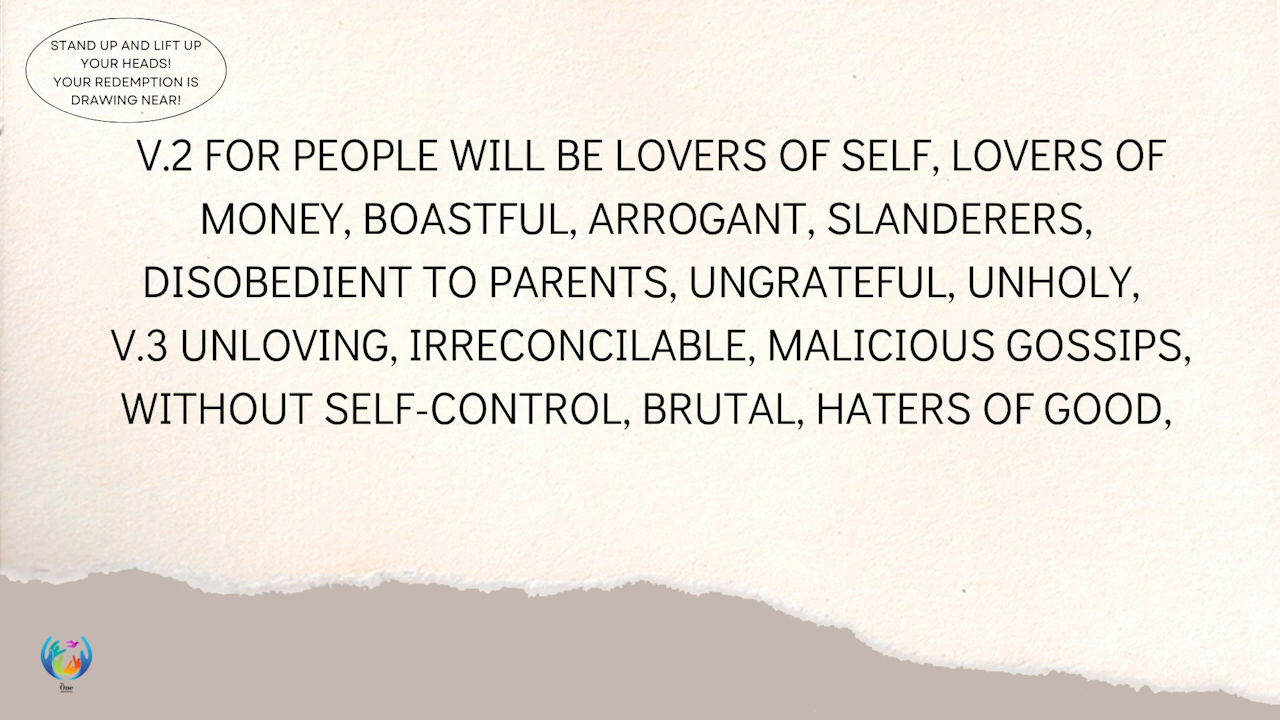 STAND UP AND LIFT UP
YOUR HEADS!
YOUR REDEMPTION IS
DRAWING NEAR!
V.2 FOR PEOPLE WILL BE LOVERS OF SELF, LOVERS OF
MONEY, BOASTFUL, ARROGANT, SLANDERERS,
DISOBEDIENT TO PARENTS, UNGRATEFUL, UNHOLY,
V.3 UNLOVING, IRRECONCILABLE, MALICIOUS GOSSIPS,
WITHOUT SELF-CONTROL, BRUTAL, HATERS OF GOOD,
One